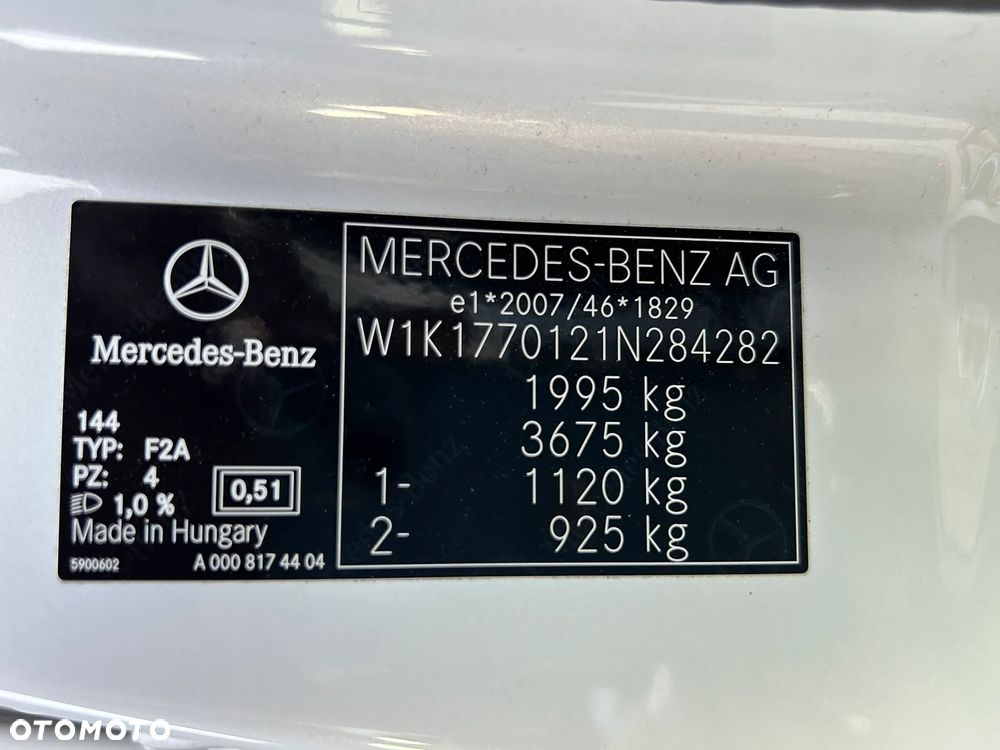 Mercedes-Benz
144
TYP: F2A
PZ: 4
1,0 %
0,51
Made in Hungary
5900602
A 000 817 44 04
MERCEDES-BENZ AG
e1*2007/46*1829
W1K1770121N284282
1995 kg
3675 kg
1- 1120 kg
2- 925 kg
OTOMOTO